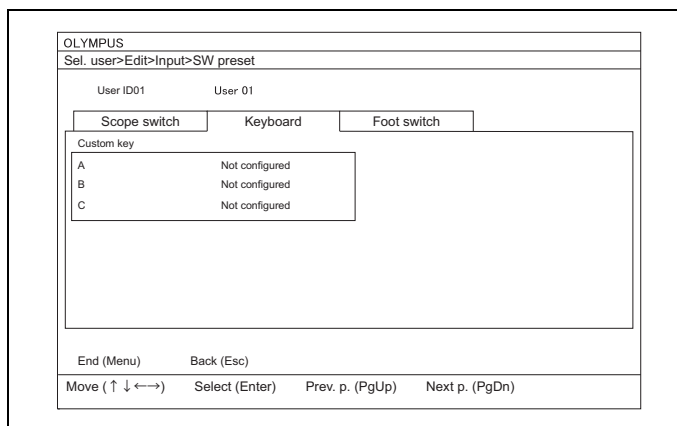 OLYMPUS
Sel. user>Edit>Input>SW preset
User ID01 User 01
Scope switch Keyboard Foot switch
Custom key
A Not configured
B Not configured
C Not configured
End (Menu) Back (Esc)
Move (↑↓←→) Select (Enter) Prev. p. (PgUp) Next p. (PgDn)